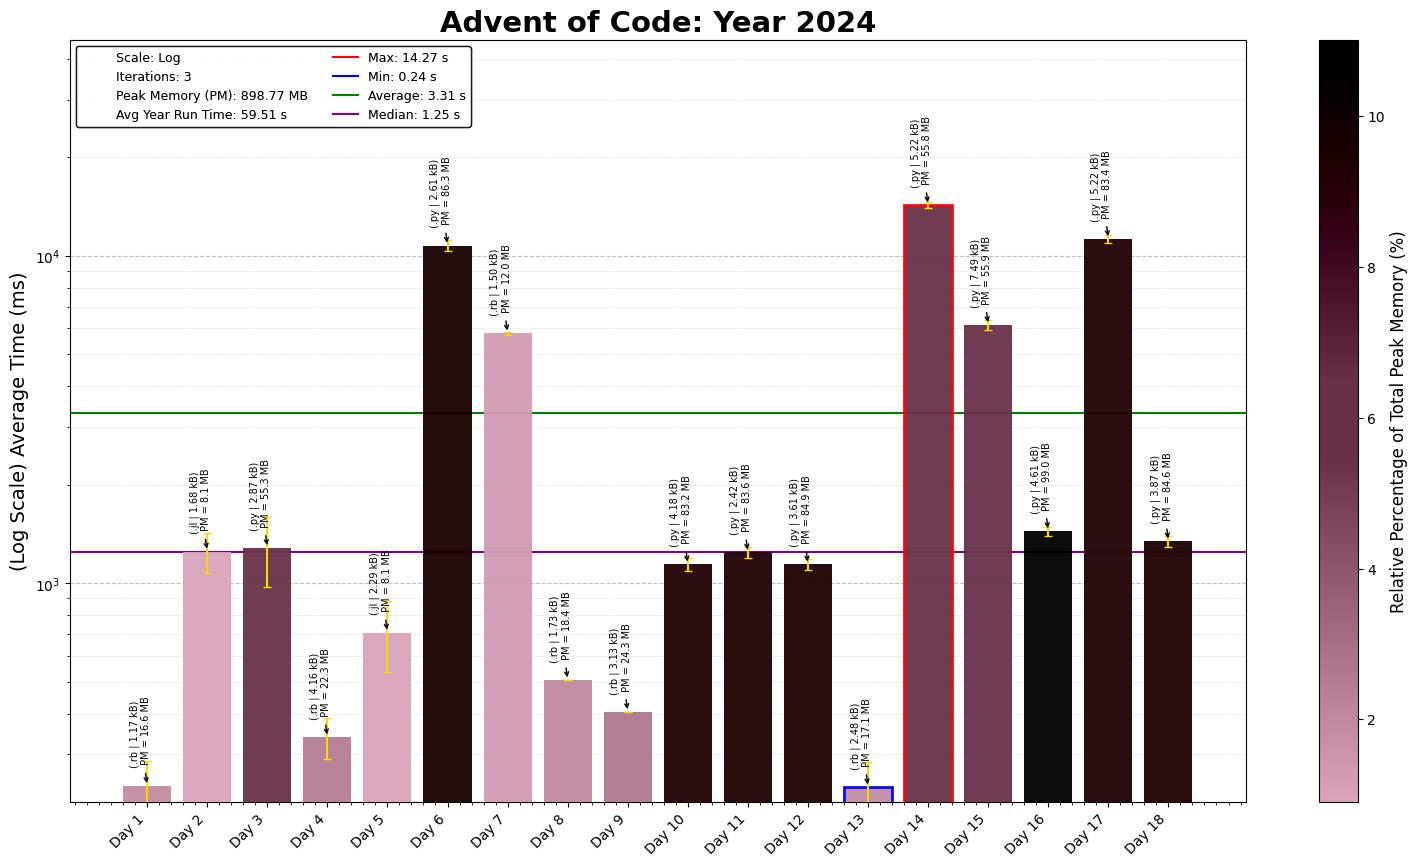 Advent of Code: Year 2024
Scale: Log
Iterations: 3
Peak Memory (PM): 898.77 MB
Avg Year Run Time: 59.51 s
Max: 14.27 s
Min: 0.24 s
Average: 3.31 s
Median: 1.25 s
(Log Scale) Average Time (ms)
10⁴
10³
(.rb | 1.17 kB)
PM = 16.6 MB
(.jl | 1.68 kB)
PM = 8.1 MB
(.py | 2.87 kB)
PM = 55.3 MB
(.rb | 4.16 kB)
PM = 22.3 MB
(.jl | 2.29 kB)
PM = 8.1 MB
(.py | 2.61 kB)
PM = 86.3 MB
(.rb | 1.50 kB)
PM = 12.0 MB
(.rb | 1.73 kB)
PM = 18.4 MB
(.rb | 3.13 kB)
PM = 24.3 MB
(.py | 4.18 kB)
PM = 83.2 MB
(.py | 2.42 kB)
PM = 83.6 MB
(.py | 3.61 kB)
PM = 84.9 MB
(.rb | 2.48 kB)
PM = 17.1 MB
(.py | 5.22 kB)
PM = 55.8 MB
(.py | 7.49 kB)
PM = 55.9 MB
(.py | 4.61 kB)
PM = 99.0 MB
(.py | 5.22 kB)
PM = 83.4 MB
(.py | 3.87 kB)
PM = 84.6 MB
Day 1
Day 2
Day 3
Day 4
Day 5
Day 6
Day 7
Day 8
Day 9
Day 10
Day 11
Day 12
Day 13
Day 14
Day 15
Day 16
Day 17
Day 18
10
8
6
4
2
Relative Percentage of Total Peak Memory (%)